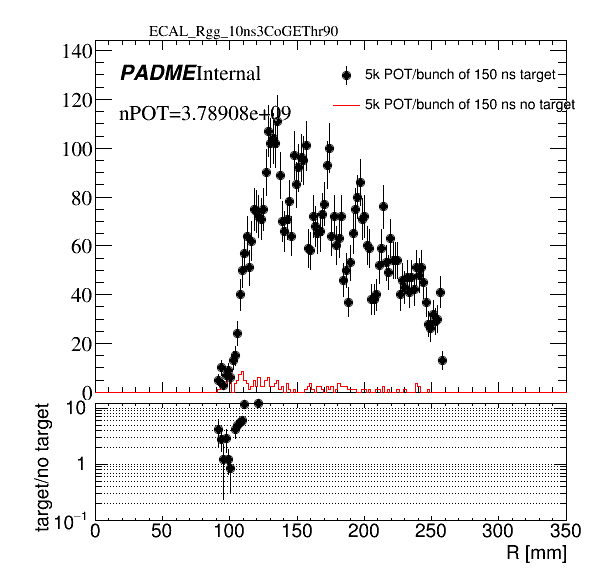 ECAL_Rgg_10ns3CoGEThr90
PADME Internal
nPOT=3.78908e+09
5k POT/bunch of 150 ns target
5k POT/bunch of 150 ns no target
140
120
100
80
60
40
20
0
target/no target
10
1
10⁻¹
0 50 100 150 200 250 300 350
R [mm]